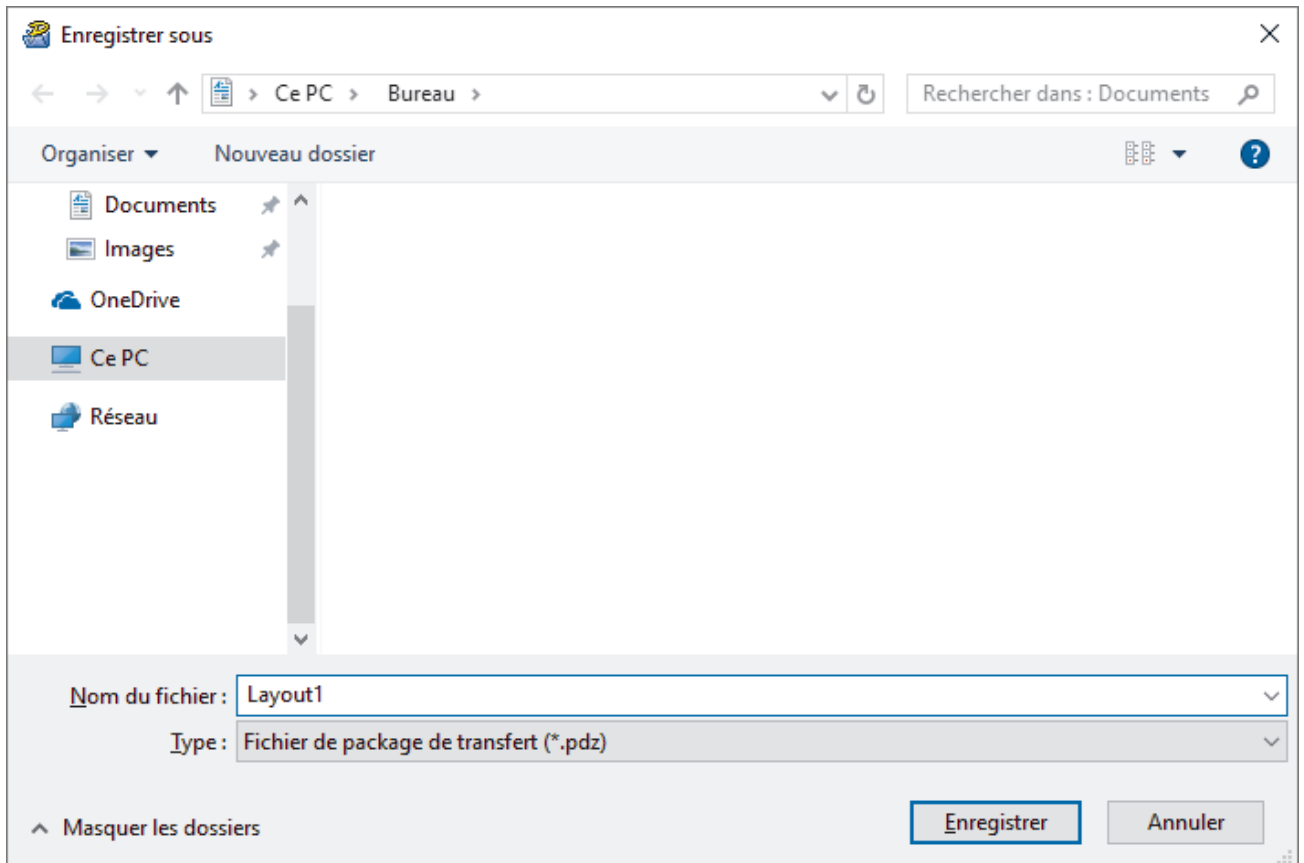 Enregistrer sous
Ce PC > Bureau >
Rechercher dans : Documents
Organiser
Nouveau dossier
?
Documents
Images
OneDrive
Ce PC
Réseau
Nom du fichier : Layout1
Type : Fichier de package de transfert (*.pdz)
Masquer les dossiers
Enregistrer
Annuler